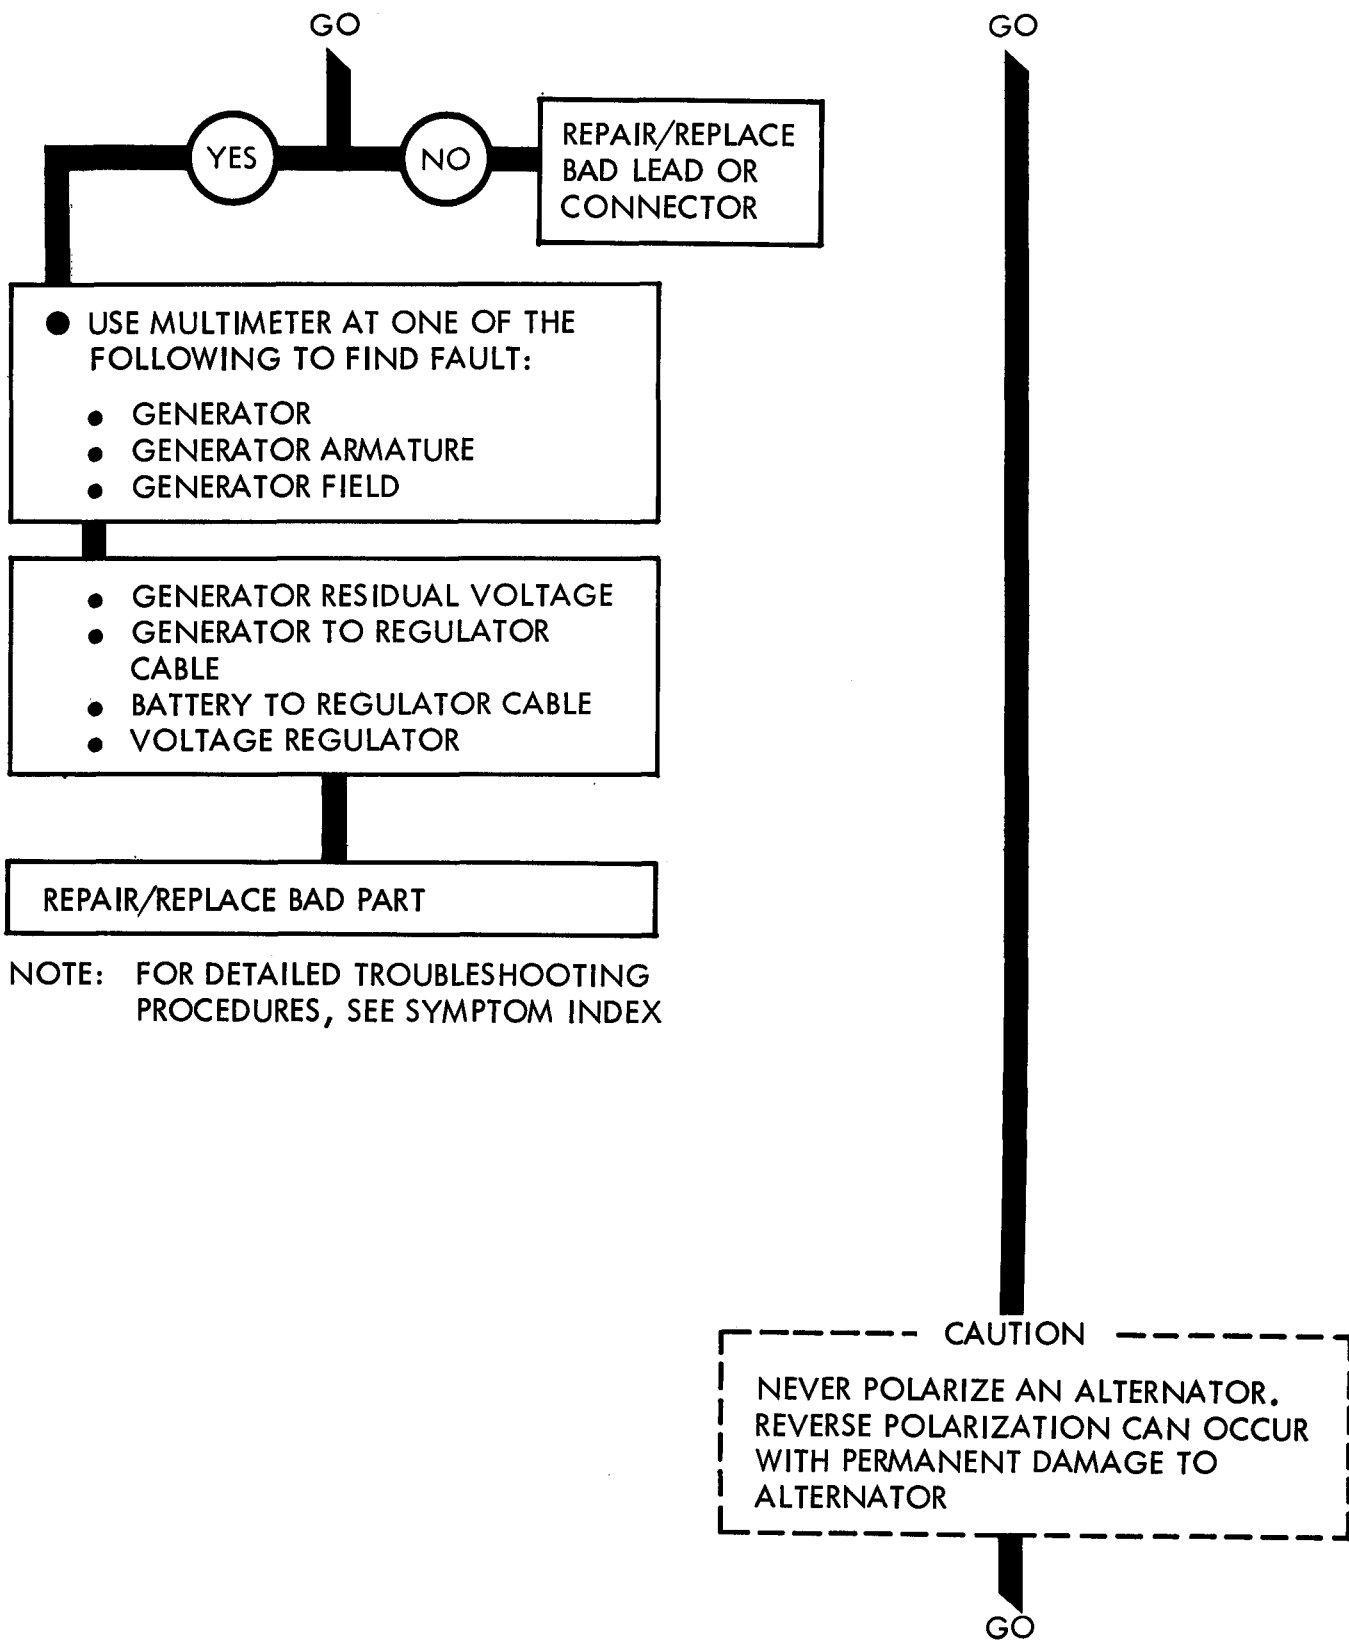 GO
YES
NO
REPAIR/REPLACE
BAD LEAD OR
CONNECTOR
● USE MULTIMETER AT ONE OF THE
FOLLOWING TO FIND FAULT:
● GENERATOR
● GENERATOR ARMATURE
● GENERATOR FIELD
● GENERATOR RESIDUAL VOLTAGE
● GENERATOR TO REGULATOR
CABLE
● BATTERY TO REGULATOR CABLE
● VOLTAGE REGULATOR
REPAIR/REPLACE BAD PART
NOTE: FOR DETAILED TROUBLESHOOTING
PROCEDURES, SEE SYMPTOM INDEX
GO
CAUTION
NEVER POLARIZE AN ALTERNATOR.
REVERSE POLARIZATION CAN OCCUR
WITH PERMANENT DAMAGE TO
ALTERNATOR
GO